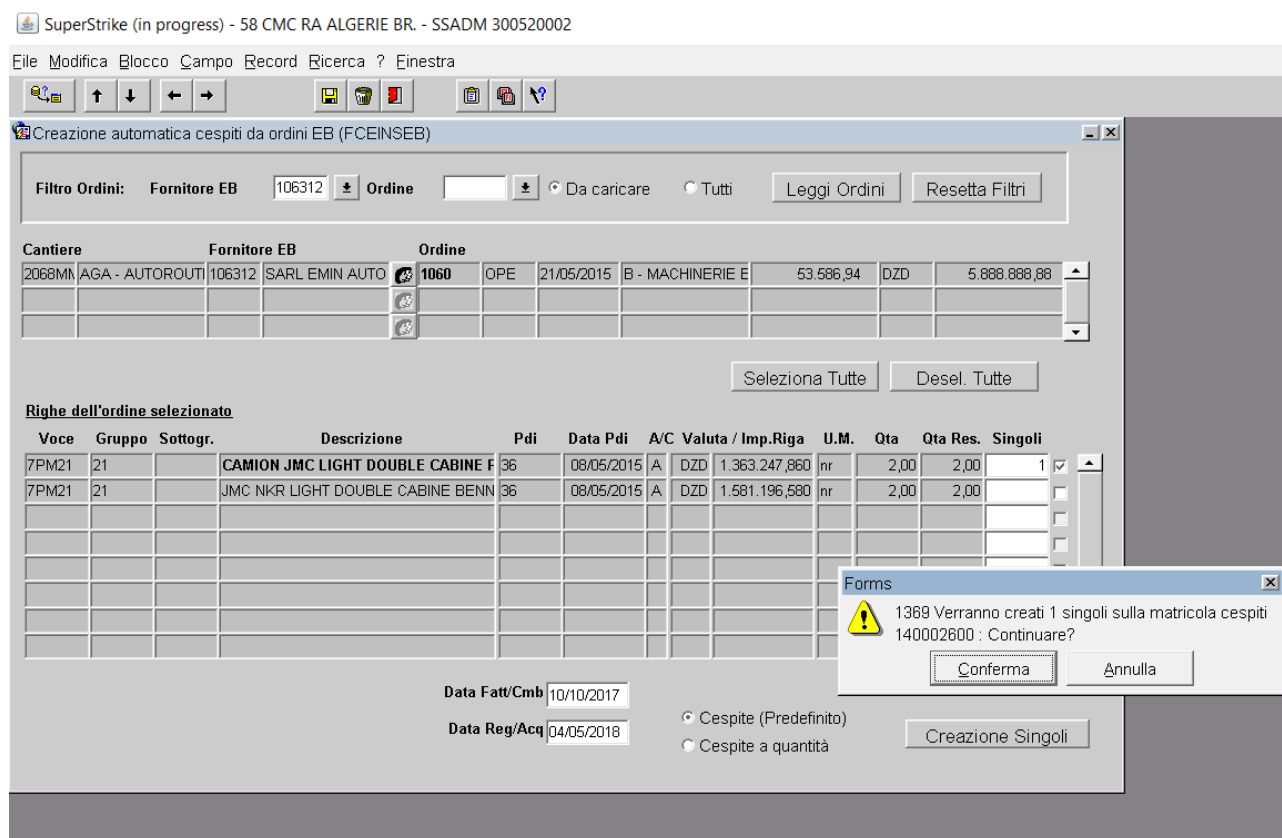 SuperStrike (in progress) - 58 CMC RA ALGERIE BR. - SSADM 300520002
File Modifica Blocco Campo Record Ricerca ? Finestra
Creazione automatica cespiti da ordini EB (FCEINSEB)
Filtro Ordini: Fornitore EB 106312 Ordine Da caricare Tutti Leggi Ordini Resetta Filtri
Cantiere Fornitore EB Ordine
2068MN AGA - AUTOROUTI 106312 SARL EMIN AUTO 1060 OPE 21/05/2015 B - MACHINERIE E 53.586,94 DZD 5.888.888,88
Seleziona Tutte Desel. Tutte
Righe dell'ordine selezionato
Voce Gruppo Sottogr. Descrizione Pdi Data Pdi A/C Valuta / Imp.Riga U.M. Qta Qta Res. Singoli
7PM21 21 CAMION JMC LIGHT DOUBLE CABINE F 36 08/05/2015 A DZD 1.363.247,860 nr 2,00 2,00 1
7PM21 21 JMC NKR LIGHT DOUBLE CABINE BENN 36 08/05/2015 A DZD 1.581.196,580 nr 2,00 2,00
Forms
1369 Verranno creati 1 singoli sulla matricola cespiti
140002600 : Continuare?
Conferma Annulla
Data Fatt/Cmb 10/10/2017
Cespite (Predefinito)
Data Reg/Acq 04/05/2018
Creazione Singoli
Cespite a quantità